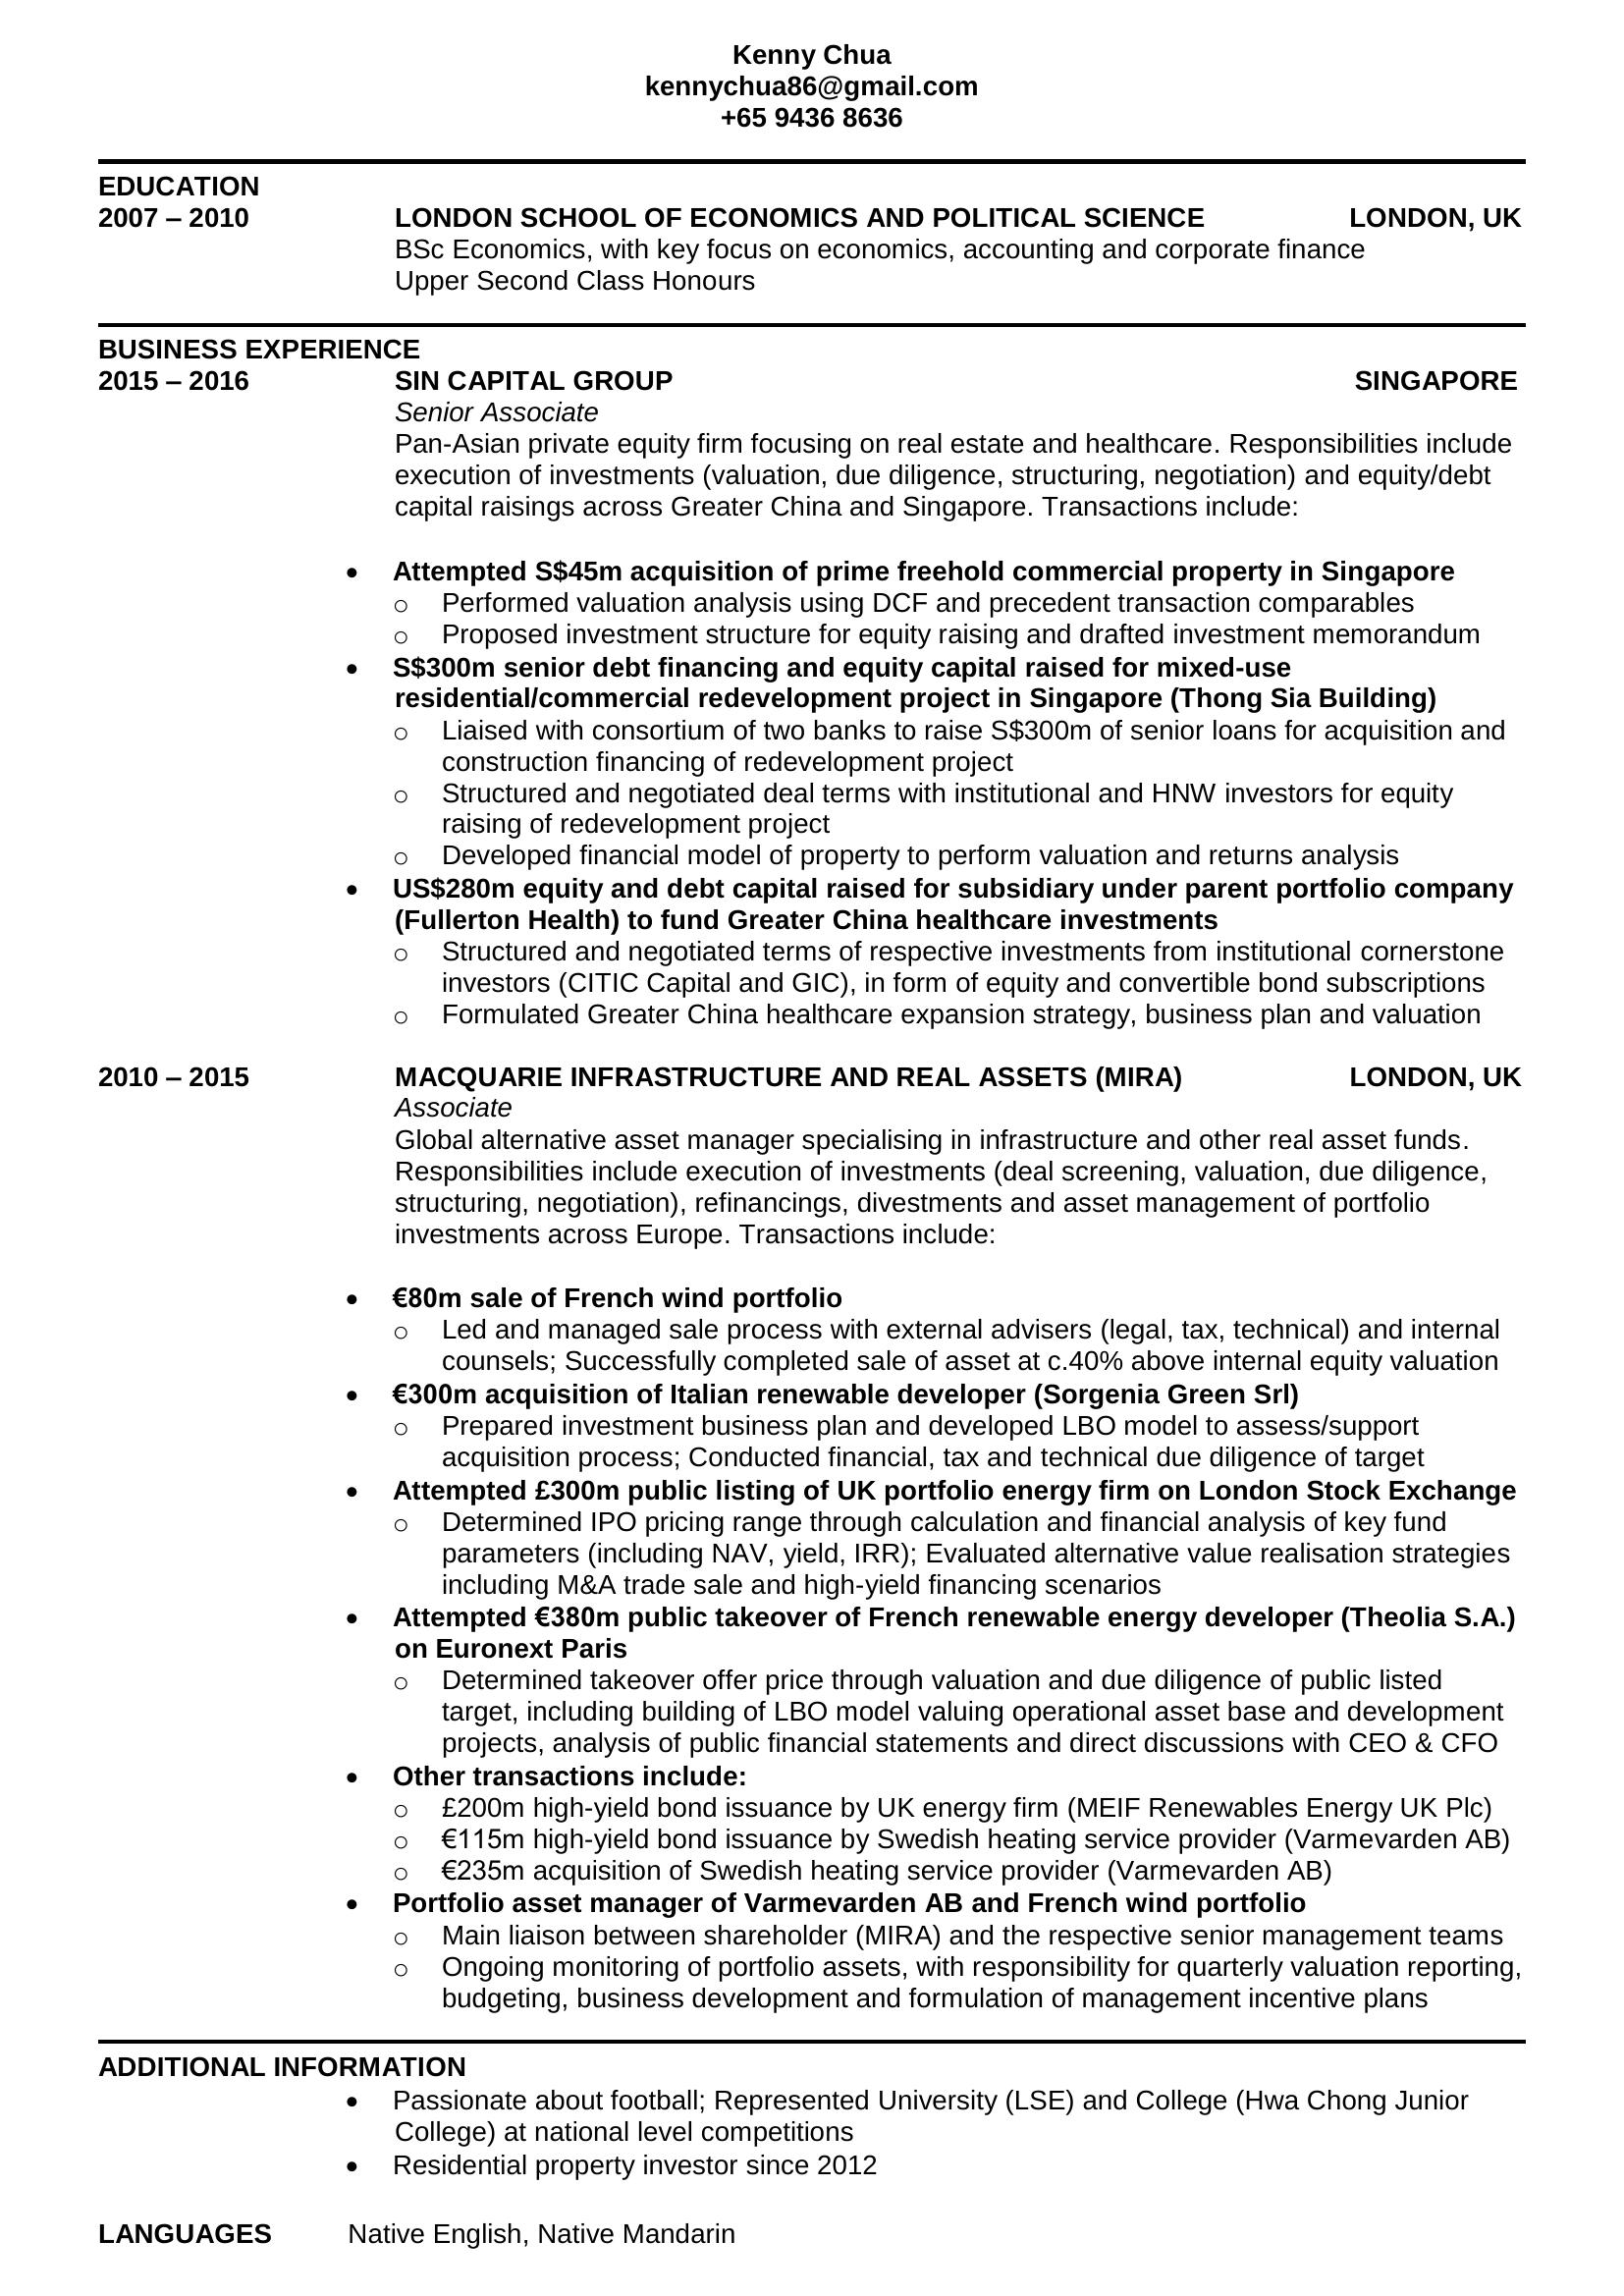 Kenny Chua
kennychua86@gmail.com
+65 9436 8636
EDUCATION
2007 – 2010 LONDON SCHOOL OF ECONOMICS AND POLITICAL SCIENCE LONDON, UK
BSc Economics, with key focus on economics, accounting and corporate finance
Upper Second Class Honours
BUSINESS EXPERIENCE
2015 – 2016 SIN CAPITAL GROUP SINGAPORE
Senior Associate
Pan-Asian private equity firm focusing on real estate and healthcare. Responsibilities include
execution of investments (valuation, due diligence, structuring, negotiation) and equity/debt
capital raisings across Greater China and Singapore. Transactions include:
• Attempted S$45m acquisition of prime freehold commercial property in Singapore
o Performed valuation analysis using DCF and precedent transaction comparables
o Proposed investment structure for equity raising and drafted investment memorandum
• S$300m senior debt financing and equity capital raised for mixed-use
residential/commercial redevelopment project in Singapore (Thong Sia Building)
o Liaised with consortium of two banks to raise S$300m of senior loans for acquisition and
construction financing of redevelopment project
o Structured and negotiated deal terms with institutional and HNW investors for equity
raising of redevelopment project
o Developed financial model of property to perform valuation and returns analysis
• US$280m equity and debt capital raised for subsidiary under parent portfolio company
(Fullerton Health) to fund Greater China healthcare investments
o Structured and negotiated terms of respective investments from institutional cornerstone
investors (CITIC Capital and GIC), in form of equity and convertible bond subscriptions
o Formulated Greater China healthcare expansion strategy, business plan and valuation
2010 – 2015 MACQUARIE INFRASTRUCTURE AND REAL ASSETS (MIRA) LONDON, UK
Associate
Global alternative asset manager specialising in infrastructure and other real asset funds.
Responsibilities include execution of investments (deal screening, valuation, due diligence,
structuring, negotiation), refinancings, divestments and asset management of portfolio
investments across Europe. Transactions include:
• €80m sale of French wind portfolio
o Led and managed sale process with external advisers (legal, tax, technical) and internal
counsels; Successfully completed sale of asset at c.40% above internal equity valuation
• €300m acquisition of Italian renewable developer (Sorgenia Green Srl)
o Prepared investment business plan and developed LBO model to assess/support
acquisition process; Conducted financial, tax and technical due diligence of target
• Attempted £300m public listing of UK portfolio energy firm on London Stock Exchange
o Determined IPO pricing range through calculation and financial analysis of key fund
parameters (including NAV, yield, IRR); Evaluated alternative value realisation strategies
including M&A trade sale and high-yield financing scenarios
• Attempted €380m public takeover of French renewable energy developer (Theolia S.A.)
on Euronext Paris
o Determined takeover offer price through valuation and due diligence of public listed
target, including building of LBO model valuing operational asset base and development
projects, analysis of public financial statements and direct discussions with CEO & CFO
• Other transactions include:
o £200m high-yield bond issuance by UK energy firm (MEIF Renewables Energy UK Plc)
o €115m high-yield bond issuance by Swedish heating service provider (Varmevarden AB)
o €235m acquisition of Swedish heating service provider (Varmevarden AB)
• Portfolio asset manager of Varmevarden AB and French wind portfolio
o Main liaison between shareholder (MIRA) and the respective senior management teams
o Ongoing monitoring of portfolio assets, with responsibility for quarterly valuation reporting,
budgeting, business development and formulation of management incentive plans
ADDITIONAL INFORMATION
• Passionate about football; Represented University (LSE) and College (Hwa Chong Junior
College) at national level competitions
• Residential property investor since 2012
LANGUAGES Native English, Native Mandarin